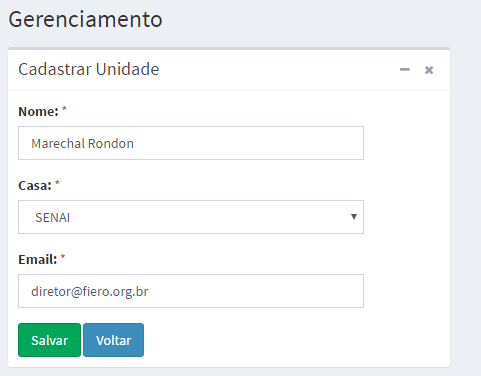 Gerenciamento
Cadastrar Unidade
Nome: *
Marechal Rondon
Casa: *
SENAI
Email: *
diretor@fiero.org.br
Salvar Voltar